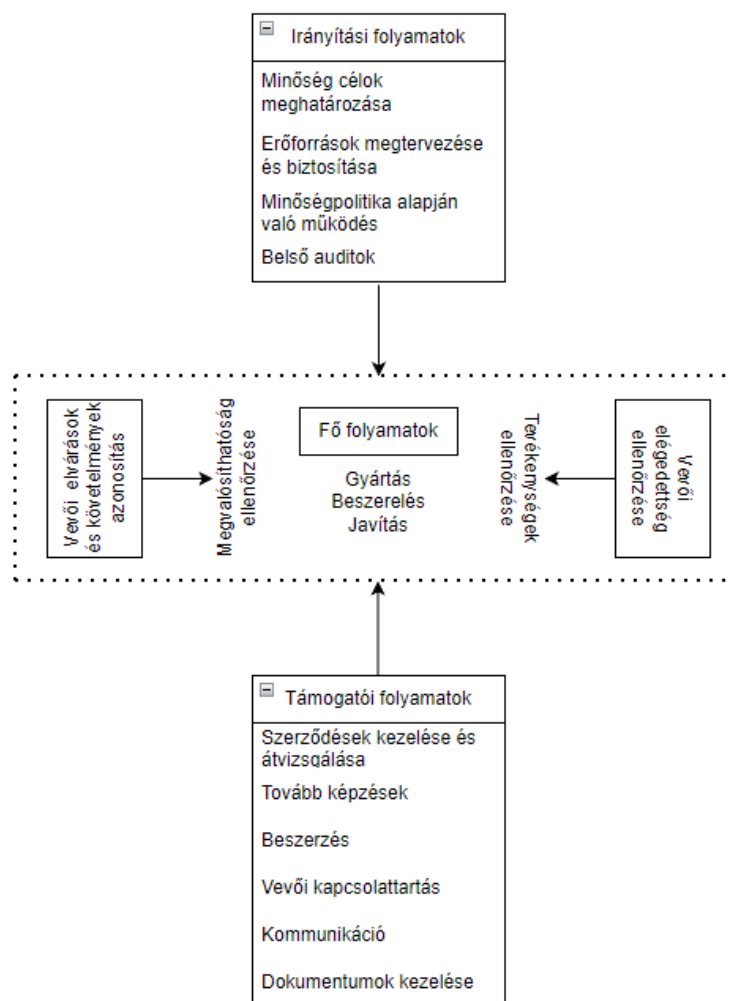 Irányítási folyamatok
Minőség célok
meghatározása
Erőforrások megtervezése
és biztosítása
Minőségpolitika alapján
való működés
Belső auditok
Vevői elvárások
és követelmények
azonosítás
Megvalósíthatóság
ellenőrzése
Fő folyamatok
Gyártás
Beszerelés
Javítás
Tevékenységek
ellenőrzése
Vevői
elégedettség
ellenőrzése
Támogatói folyamatok
Szerződések kezelése és
átvizsgálása
Tovább képzések
Beszerzés
Vevői kapcsolattartás
Kommunikáció
Dokumentumok kezelése